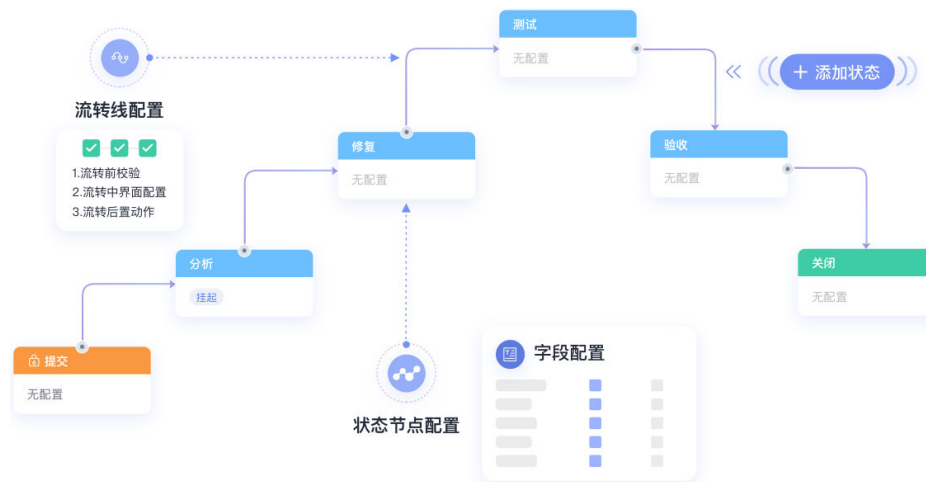 测试
无配置
添加状态
流转线配置
1.流转前校验
2.流转中界面配置
3.流转后置动作
修复
无配置
验收
无配置
分析
挂起
关闭
无配置
提交
无配置
字段配置
状态节点配置